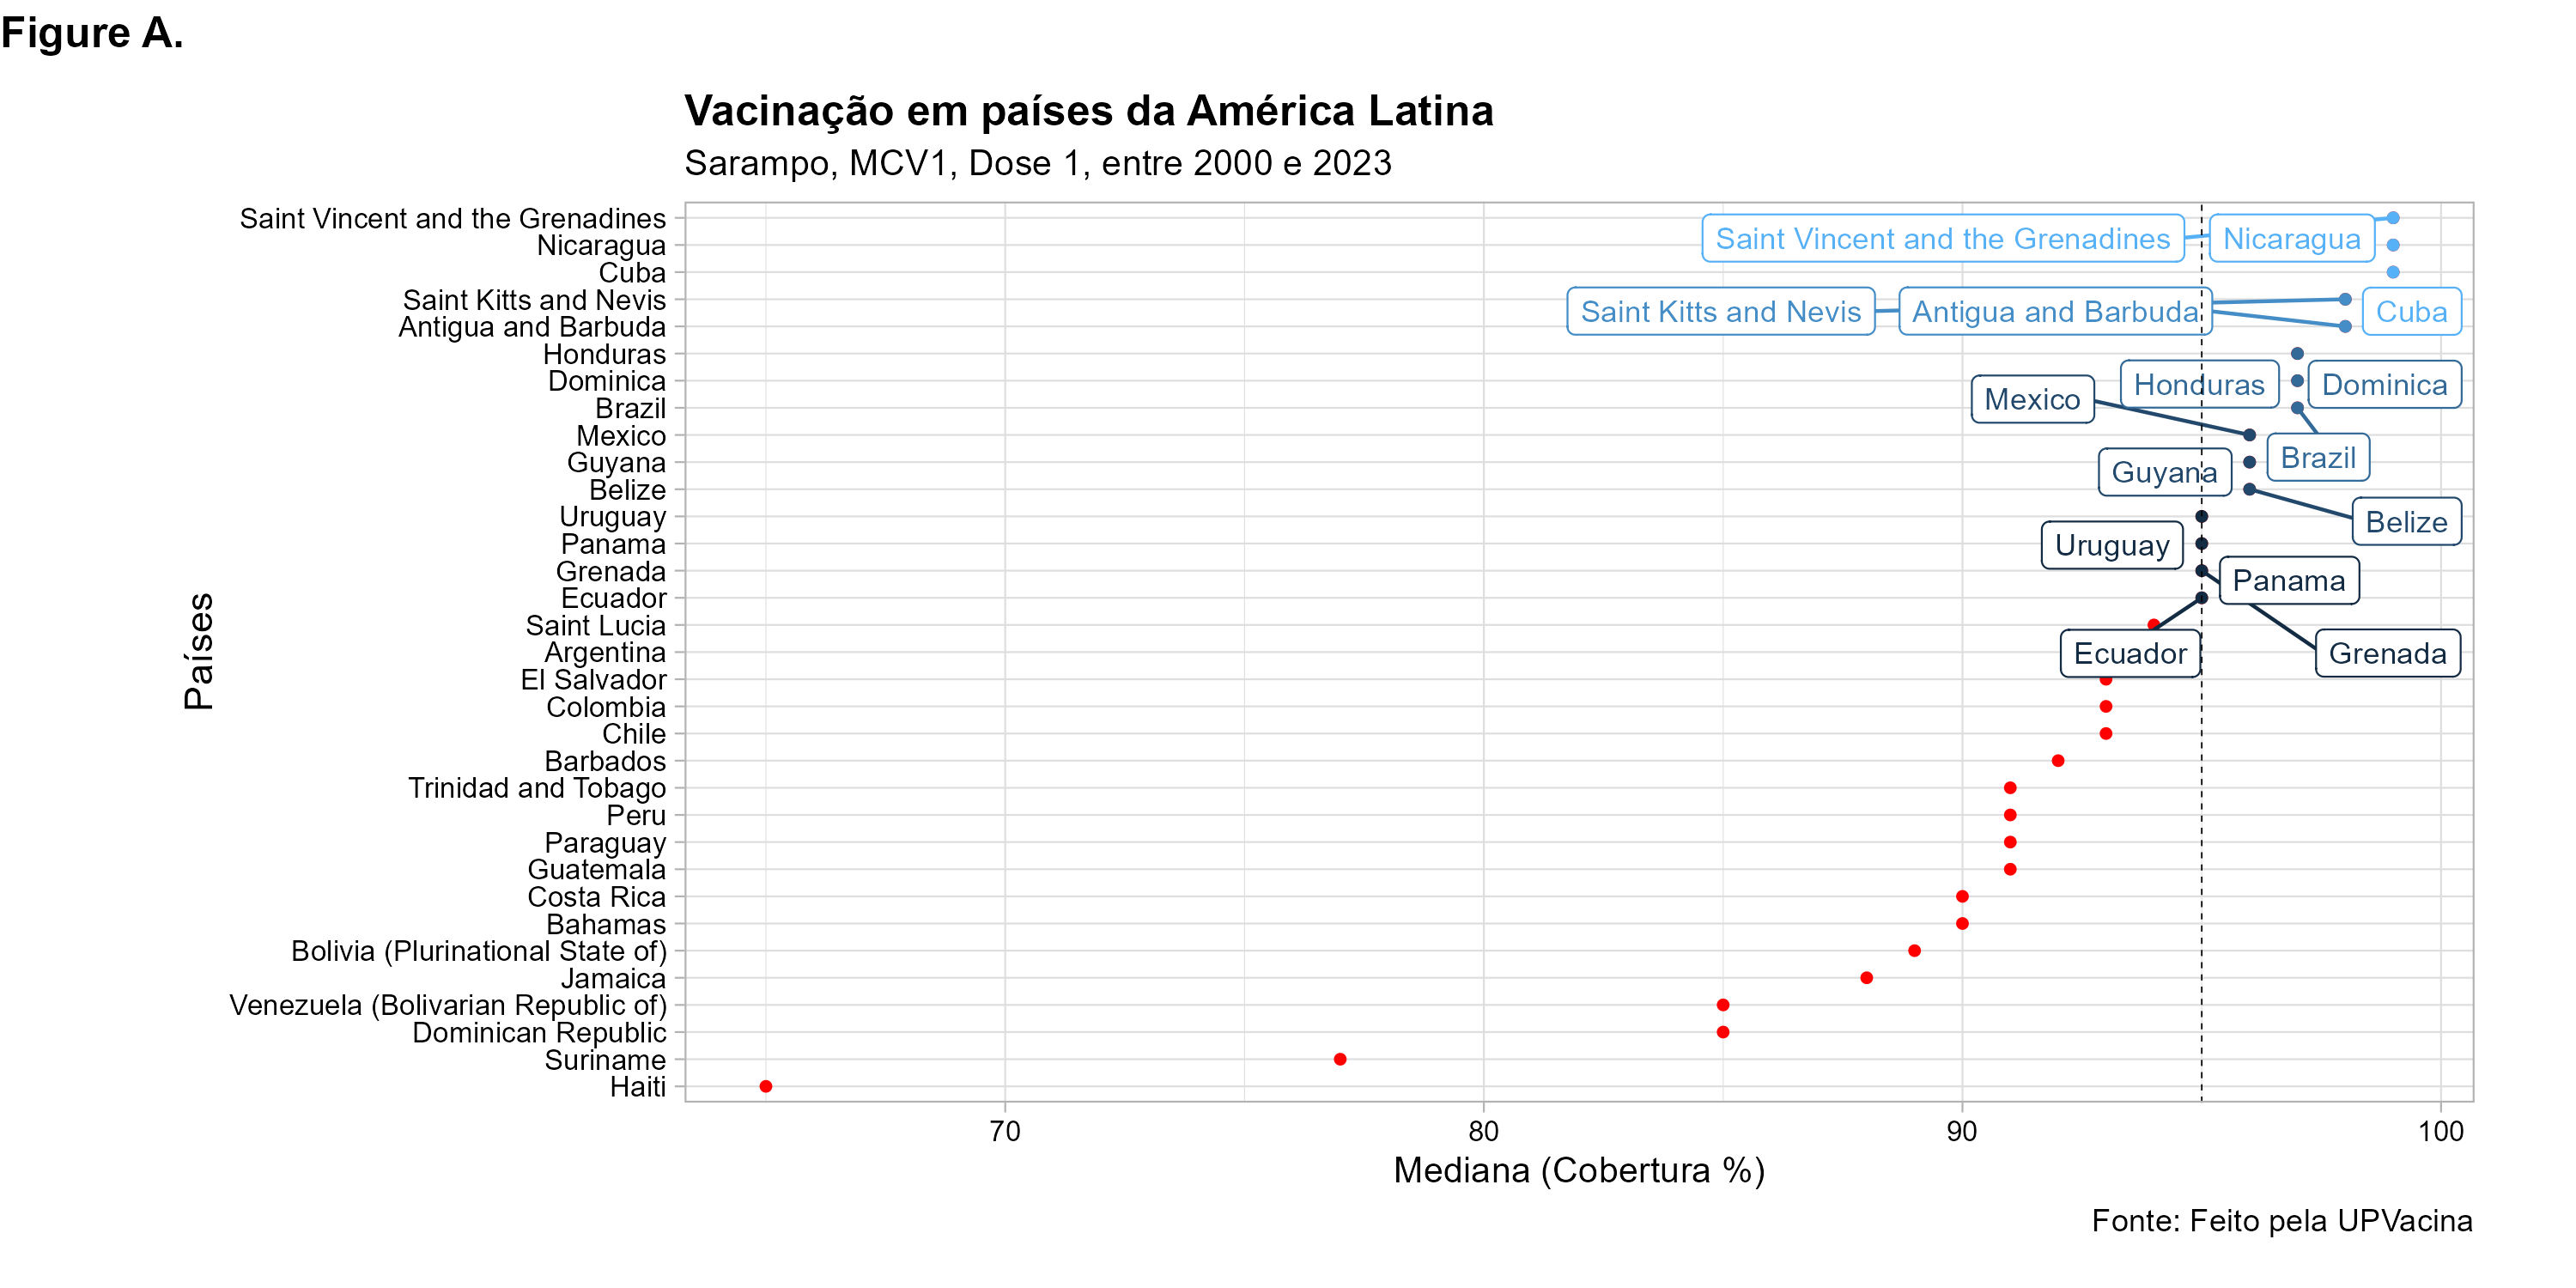 Figure A.
Vacinação em países da América Latina
Sarampo, MCV1, Dose 1, entre 2000 e 2023
Países
Saint Vincent and the Grenadines
Nicaragua
Cuba
Saint Kitts and Nevis
Antigua and Barbuda
Honduras
Dominica
Brazil
Mexico
Guyana
Belize
Uruguay
Panama
Grenada
Ecuador
Saint Lucia
Argentina
El Salvador
Colombia
Chile
Barbados
Trinidad and Tobago
Peru
Paraguay
Guatemala
Costa Rica
Bahamas
Bolivia (Plurinational State of)
Jamaica
Venezuela (Bolivarian Republic of)
Dominican Republic
Suriname
Haiti
Saint Vincent and the Grenadines
Nicaragua
Saint Kitts and Nevis
Antigua and Barbuda
Cuba
Mexico
Honduras
Dominica
Guyana
Brazil
Belize
Uruguay
Panama
Ecuador
Grenada
70
80
90
100
Mediana (Cobertura %)
Fonte: Feito pela UPVacina